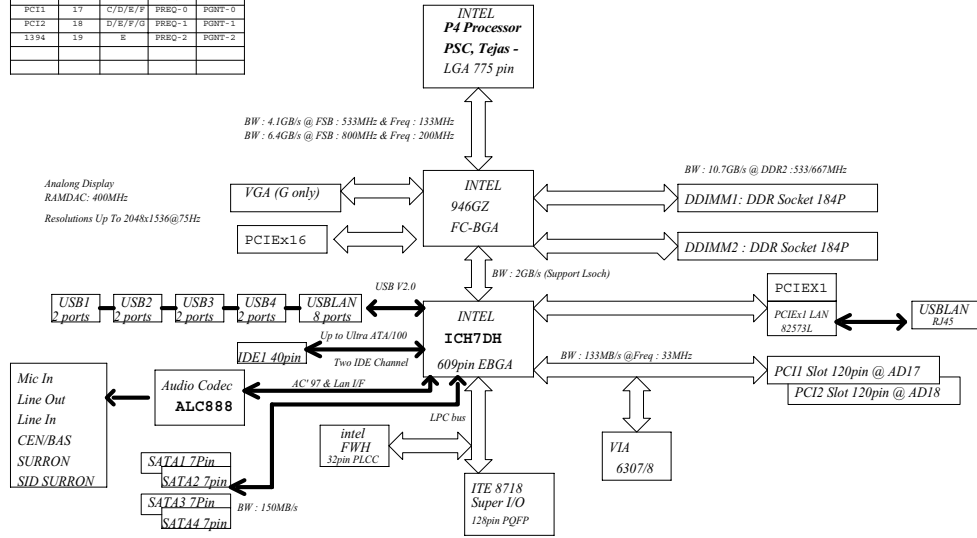 PCI1 17 C/D/E/F PREQ-0 PGNT-0
PCI2 18 D/E/F/G PREQ-1 PGNT-1
1394 19 E PREQ-2 PGNT-2
INTEL
P4 Processor
PSC, Tejas -
LGA 775 pin
BW : 4.1GB/s @ FSB : 533MHz & Freq : 133MHz
BW : 6.4GB/s @ FSB : 800MHz & Freq : 200MHz
Analong Display
RAMDAC: 400MHz
Resolutions Up To 2048x1536@75Hz
VGA (G only)
PCIEx16
INTEL
946GZ
FC-BGA
BW : 10.7GB/s @ DDR2 :533/667MHz
DDIMM1: DDR Socket 184P
DDIMM2 : DDR Socket 184P
BW : 2GB/s (Support Lsoch)
USB V2.0
USB1
2 ports
USB2
2 ports
USB3
2 ports
USB4
2 ports
USBLAN
8 ports
INTEL
ICH7DH
609pin EBGA
PCIEX1
PCIEx1 LAN
82573L
USBLAN
RJ45
Up to Ultra ATA/100
IDE1 40pin
Two IDE Channel
BW : 133MB/s @Freq : 33MHz
PCI1 Slot 120pin @ AD17
PCI2 Slot 120pin @ AD18
Mic In
Line Out
Line In
CEN/BAS
SURRON
SID SURRON
Audio Codec
ALC888
AC' 97 & Lan I/F
LPC bus
intel
FWH
32pin PLCC
VIA
6307/8
SATA1 7Pin
SATA2 7pin
SATA3 7Pin
SATA4 7pin
BW : 150MB/s
ITE 8718
Super I/O
128pin PQFP